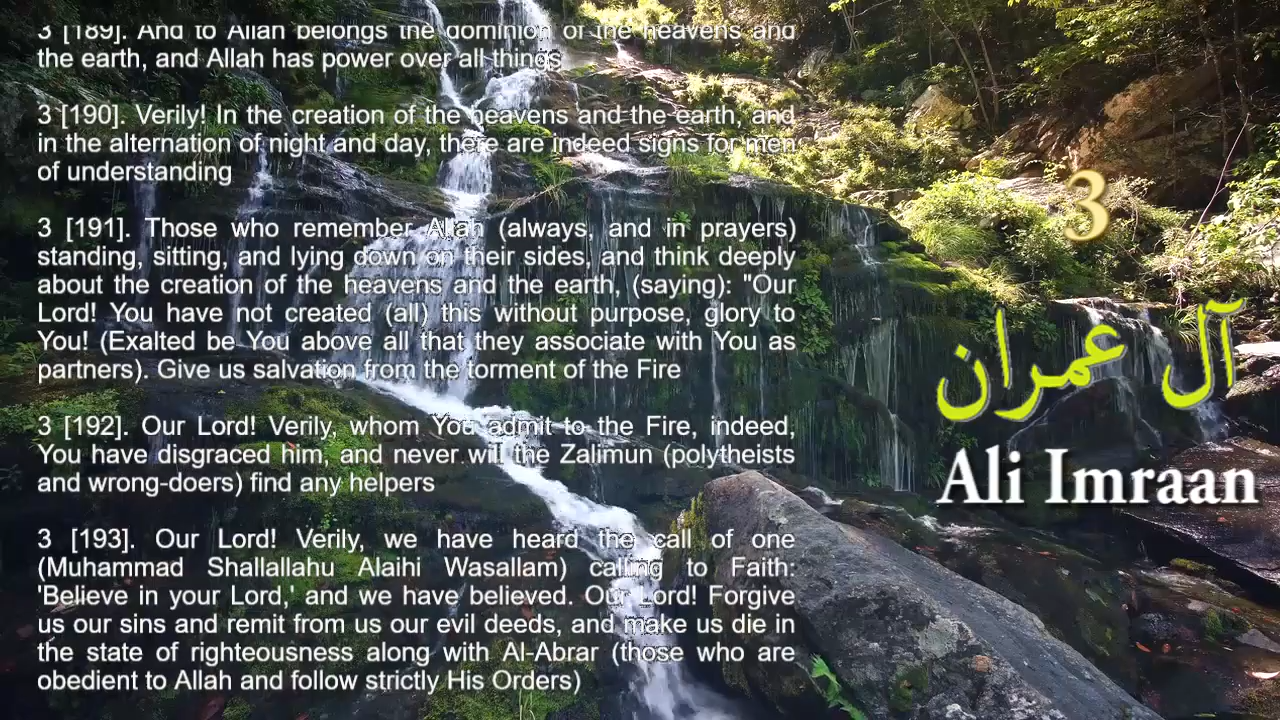 3 [189]. And to Allah belongs the dominion of the heavens and
the earth, and Allah has power over all things
3 [190]. Verily! In the creation of the heavens and the earth, and
in the alternation of night and day, there are indeed signs for men
of understanding
3 [191]. Those who remember Allah (always, and in prayers)
standing, sitting, and lying down on their sides, and think deeply
about the creation of the heavens and the earth, (saying): "Our
Lord! You have not created (all) this without purpose, glory to
You! (Exalted be You above all that they associate with You as
partners). Give us salvation from the torment of the Fire
3 [192]. Our Lord! Verily, whom You admit to the Fire, indeed,
You have disgraced him, and never will the Zalimun (polytheists
and wrong-doers) find any helpers
3 [193]. Our Lord! Verily, we have heard the call of one
(Muhammad Shallallahu Alaihi Wasallam) calling to Faith:
'Believe in your Lord,' and we have believed. Our Lord! Forgive
us our sins and remit from us our evil deeds, and make us die in
the state of righteousness along with Al-Abrar (those who are
obedient to Allah and follow strictly His Orders)
3
آل عمران
Ali Imraan